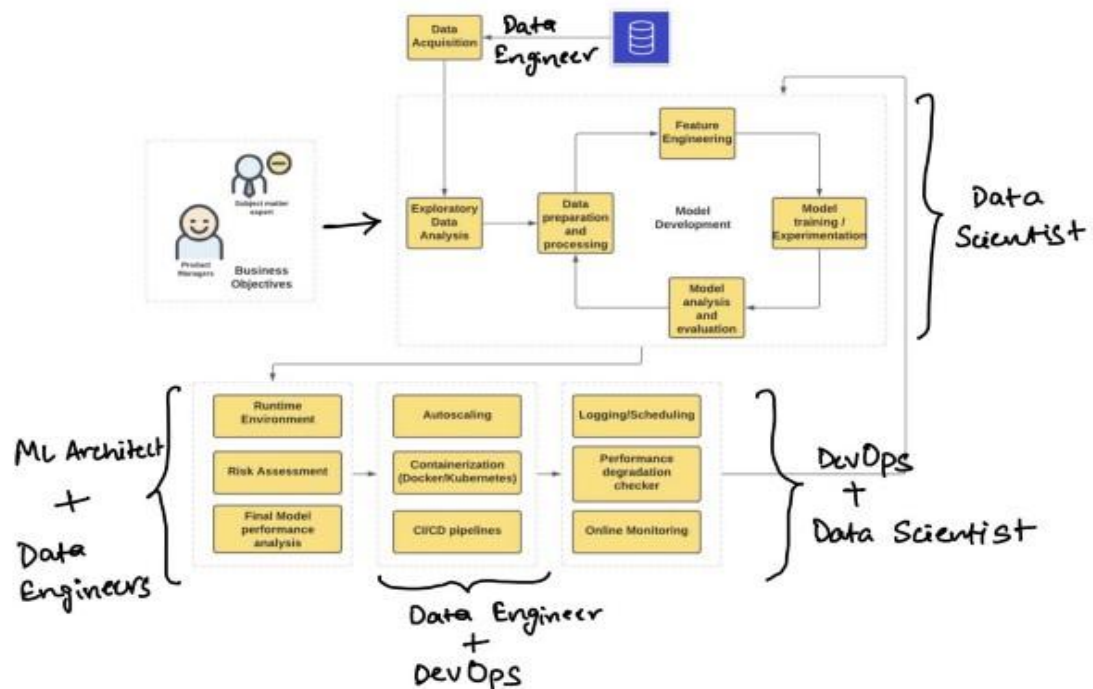 Data
Acquisition
Data
Engineer
Subject matter
expert
Product
Managers
Business
Objectives
Exploratory
Data
Analysis
Data
preparation
and
processing
Feature
Engineering
Model
Development
Model
training /
Experimentation
Model
analysis
and
evaluation
Data
Scientist
ML Architect
+
Data
Engineers
Runtime
Environment
Risk Assessment
Final Model
performance
analysis
Autoscaling
Containerization
(Docker/Kubernetes)
CI/CD pipelines
Data Engineer
+
DevOps
Logging/Scheduling
Performance
degradation
checker
Online Monitoring
DevOps
+
Data Scientist